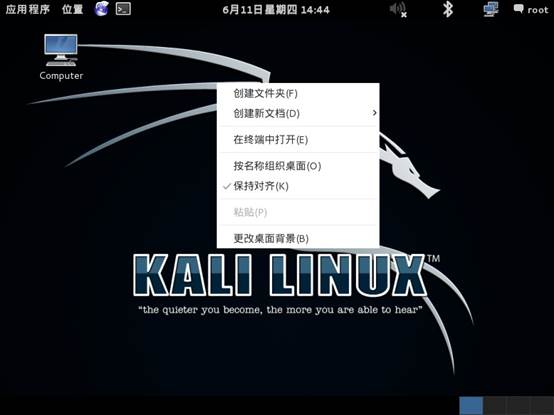 应用程序 位置 6月11日星期四 14:44 root
Computer
创建文件夹(F)
创建新文档(D)
在终端中打开(E)
按名称组织桌面(O)
保持对齐(K)
粘贴(P)
更改桌面背景(B)
KALI LINUX™
“the quieter you become, the more you are able to hear”